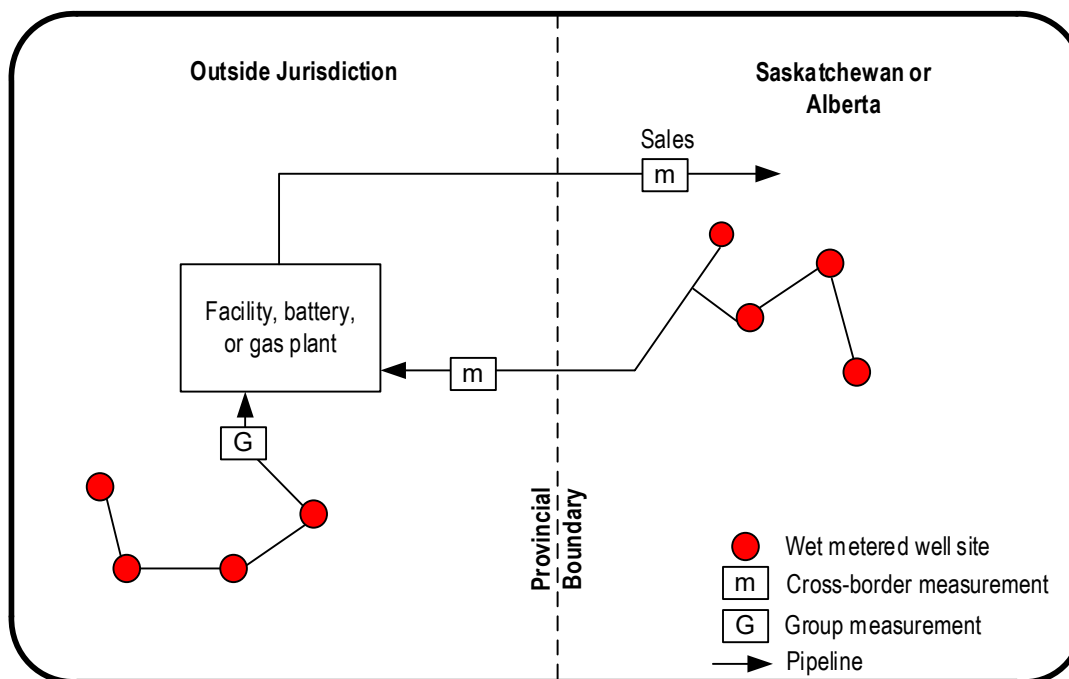 Outside Jurisdiction
Saskatchewan or
Alberta
Sales
m
Facility, battery,
or gas plant
m
G
Provincial
Boundary
Wet metered well site
m
Cross-border measurement
G
Group measurement
Pipeline